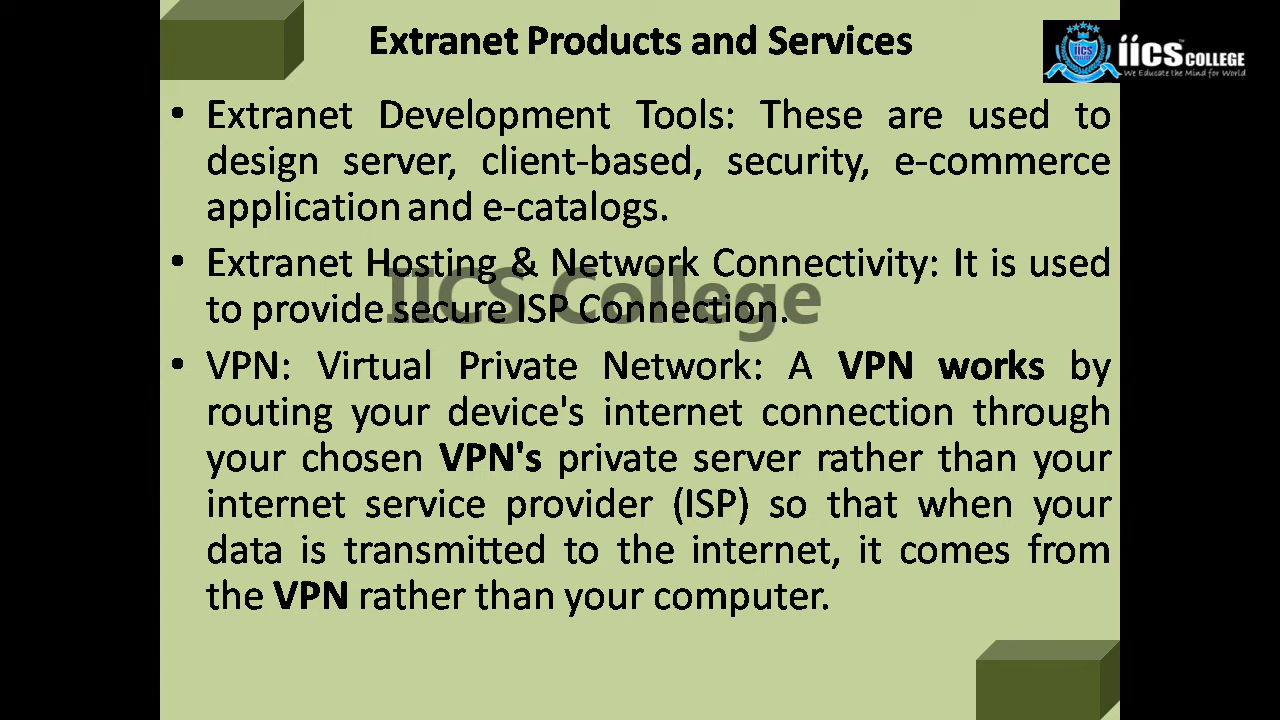 Extranet Products and Services
iics COLLEGE
We Educate the Mind for World
• Extranet Development Tools: These are used to
design server, client-based, security, e-commerce
application and e-catalogs.
• Extranet Hosting & Network Connectivity: It is used
to provide secure ISP Connection.
IiCS College
• VPN: Virtual Private Network: A VPN works by
routing your device's internet connection through
your chosen VPN's private server rather than your
internet service provider (ISP) so that when your
data is transmitted to the internet, it comes from
the VPN rather than your computer.